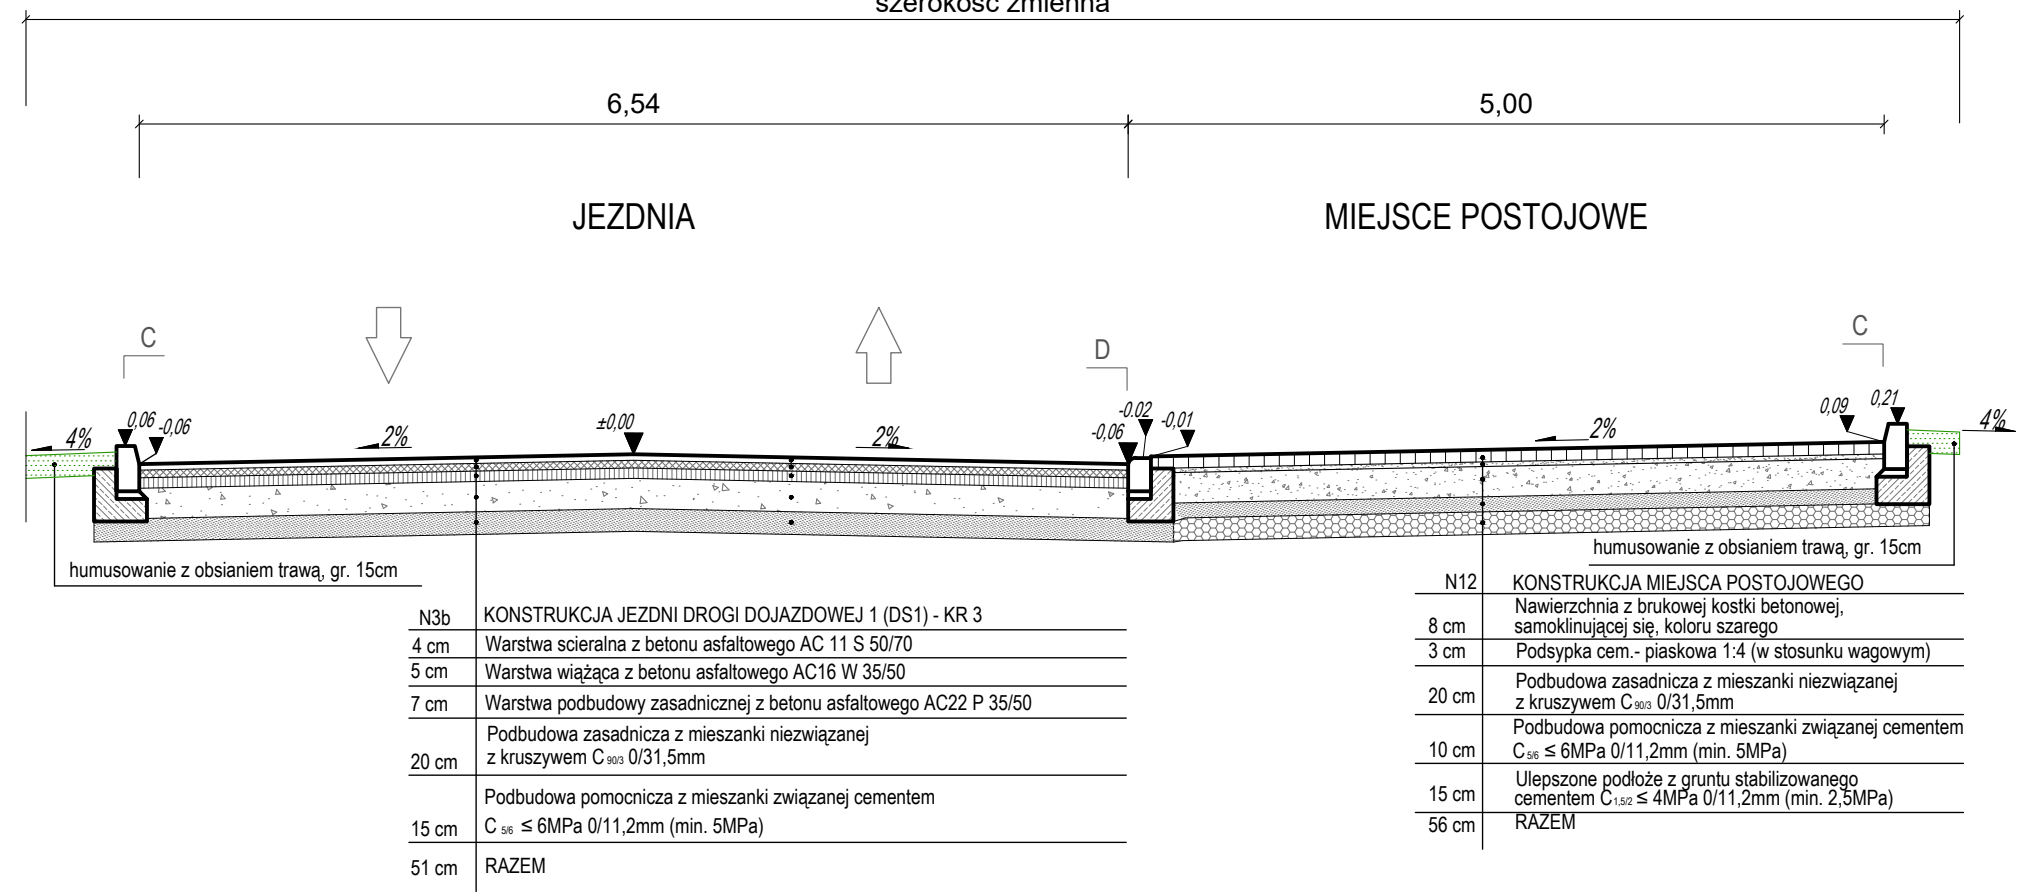 szerokość zmienna
6,54
5,00
JEZDNIA
MIEJSCE POSTOJOWE
C
D
C
4%
0,06
-0,06
2%
±0,00
2%
-0,06
-0.02
-0,01
2%
0,09
0,21
4%
humusowanie z obsianiem trawą, gr. 15cm
humusowanie z obsianiem trawą, gr. 15cm
N3b KONSTRUKCJA JEZDNI DROGI DOJAZDOWEJ 1 (DS1) - KR 3
4 cm Warstwa scieralna z betonu asfaltowego AC 11 S 50/70
5 cm Warstwa wiążąca z betonu asfaltowego AC16 W 35/50
7 cm Warstwa podbudowy zasadnicznej z betonu asfaltowego AC22 P 35/50
Podbudowa zasadnicza z mieszanki niezwiązanej
20 cm z kruszywem C 90/3 0/31,5mm
Podbudowa pomocnicza z mieszanki związanej cementem
15 cm C 5/6 ≤ 6MPa 0/11,2mm (min. 5MPa)
51 cm RAZEM
N12 KONSTRUKCJA MIEJSCA POSTOJOWEGO
Nawierzchnia z brukowej kostki betonowej,
8 cm samoklinującej się, koloru szarego
3 cm Podsypka cem.- piaskowa 1:4 (w stosunku wagowym)
Podbudowa zasadnicza z mieszanki niezwiązanej
20 cm z kruszywem C 90/3 0/31,5mm
Podbudowa pomocnicza z mieszanki związanej cementem
10 cm C 5/6 ≤ 6MPa 0/11,2mm (min. 5MPa)
Ulepszone podłoże z gruntu stabilizowanego
15 cm cementem C 1,5/2 ≤ 4MPa 0/11,2mm (min. 2,5MPa)
56 cm RAZEM